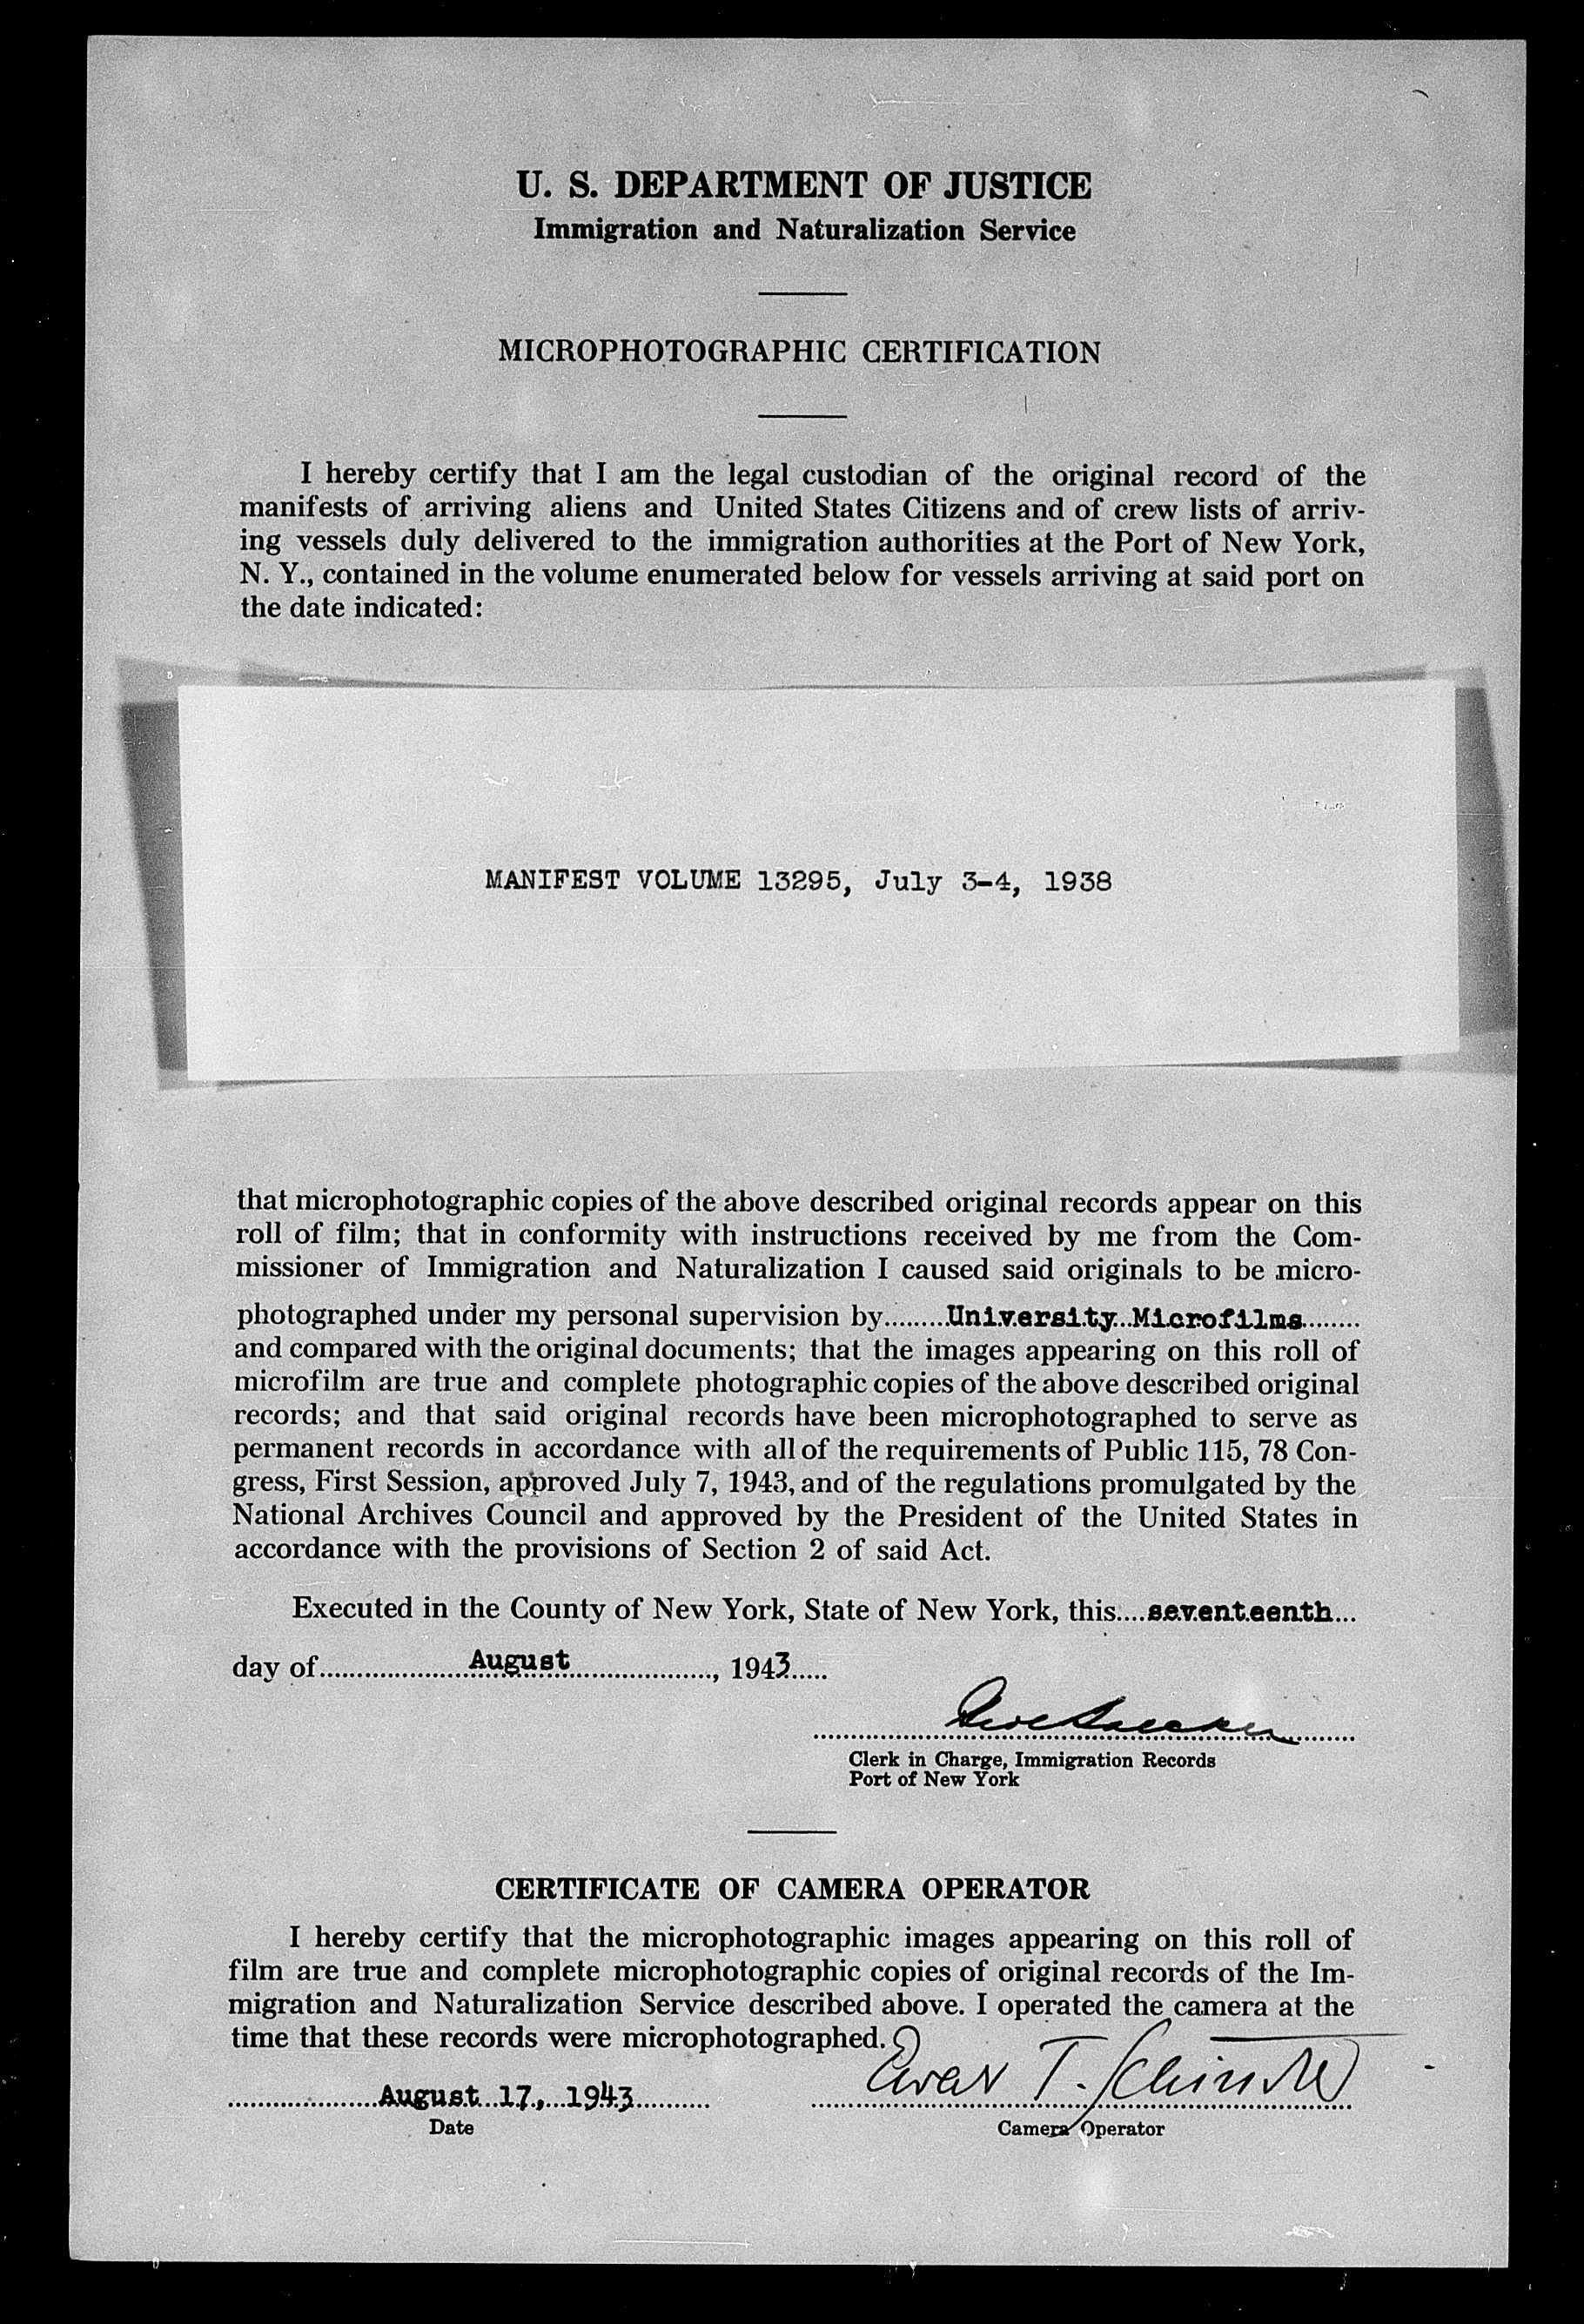 U. S. DEPARTMENT OF JUSTICE
Immigration and Naturalization Service
MICROPHOTOGRAPHIC CERTIFICATION
I hereby certify that I am the legal custodian of the original record of the
manifests of arriving aliens and United States Citizens and of crew lists of arriv-
ing vessels duly delivered to the immigration authorities at the Port of New York,
N. Y., contained in the volume enumerated below for vessels arriving at said port on
the date indicated:
MANIFEST VOLUME 13295, July 3-4, 1938
that microphotographic copies of the above described original records appear on this
roll of film; that in conformity with instructions received by me from the Com-
missioner of Immigration and Naturalization I caused said originals to be micro-
photographed under my personal supervision by........University Microfilms........
and compared with the original documents; that the images appearing on this roll of
microfilm are true and complete photographic copies of the above described original
records; and that said original records have been microphotographed to serve as
permanent records in accordance with all of the requirements of Public 115, 78 Con-
gress, First Session, approved July 7, 1943, and of the regulations promulgated by the
National Archives Council and approved by the President of the United States in
accordance with the provisions of Section 2 of said Act.
Executed in the County of New York, State of New York, this....seventeenth...
day of....................August...................., 1943.....
Clerk in Charge, Immigration Records
Port of New York
CERTIFICATE OF CAMERA OPERATOR
I hereby certify that the microphotographic images appearing on this roll of
film are true and complete microphotographic copies of original records of the Im-
migration and Naturalization Service described above. I operated the camera at the
time that these records were microphotographed.
T.
....................August 17, 1943..........
Date
Camera Operator